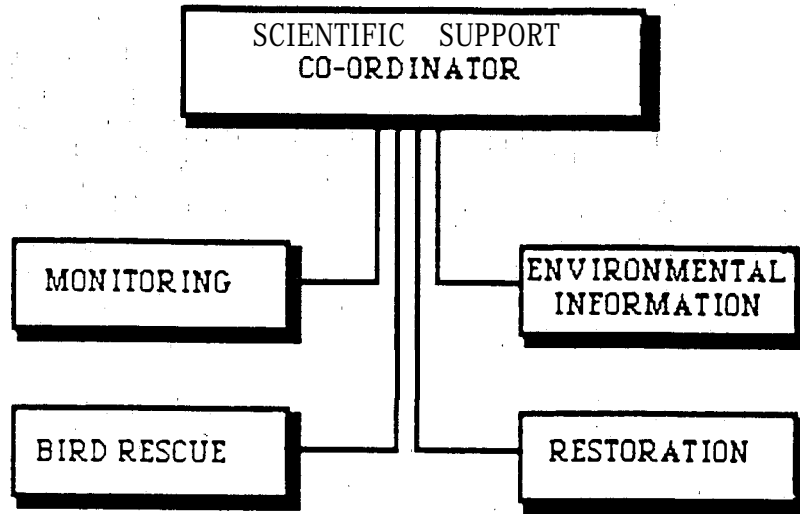 SCIENTIFIC SUPPORT
CO-ORDINATOR
MONITORING
ENVIRONMENTAL
INFORMATION
BIRD RESCUE
RESTORATION